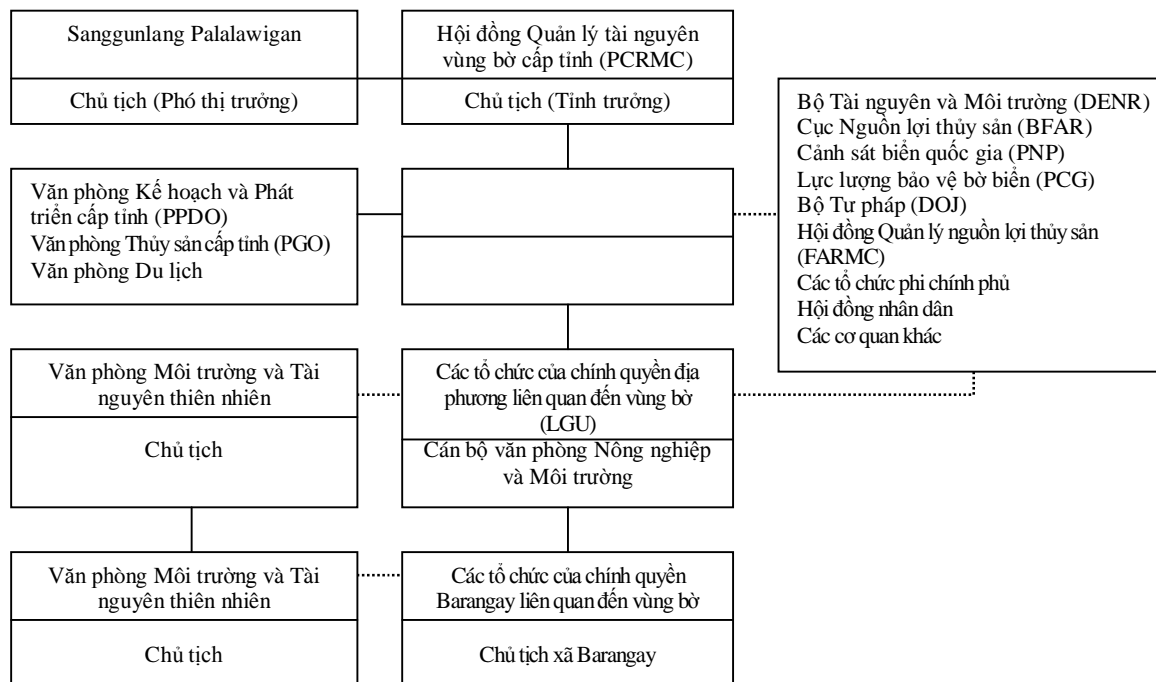 Sanggunlang Palalawigan
Chủ tịch (Phó thị trưởng)
Hội đồng Quản lý tài nguyên
vùng bờ cấp tỉnh (PCRMC)
Chủ tịch (Tỉnh trưởng)
Bộ Tài nguyên và Môi trường (DENR)
Cục Nguồn lợi thủy sản (BFAR)
Cảnh sát biển quốc gia (PNP)
Lực lượng bảo vệ bờ biển (PCG)
Bộ Tư pháp (DOJ)
Hội đồng Quản lý nguồn lợi thủy sản
(FARMC)
Các tổ chức phi chính phủ
Hội đồng nhân dân
Các cơ quan khác
Văn phòng Kế hoạch và Phát
triển cấp tỉnh (PPDO)
Văn phòng Thủy sản cấp tỉnh (PGO)
Văn phòng Du lịch
Văn phòng Môi trường và Tài
nguyên thiên nhiên
Chủ tịch
Các tổ chức của chính quyền địa
phương liên quan đến vùng bờ
(LGU)
Cán bộ văn phòng Nông nghiệp
và Môi trường
Văn phòng Môi trường và Tài
nguyên thiên nhiên
Chủ tịch
Các tổ chức của chính quyền
Barangay liên quan đến vùng bờ
Chủ tịch xã Barangay